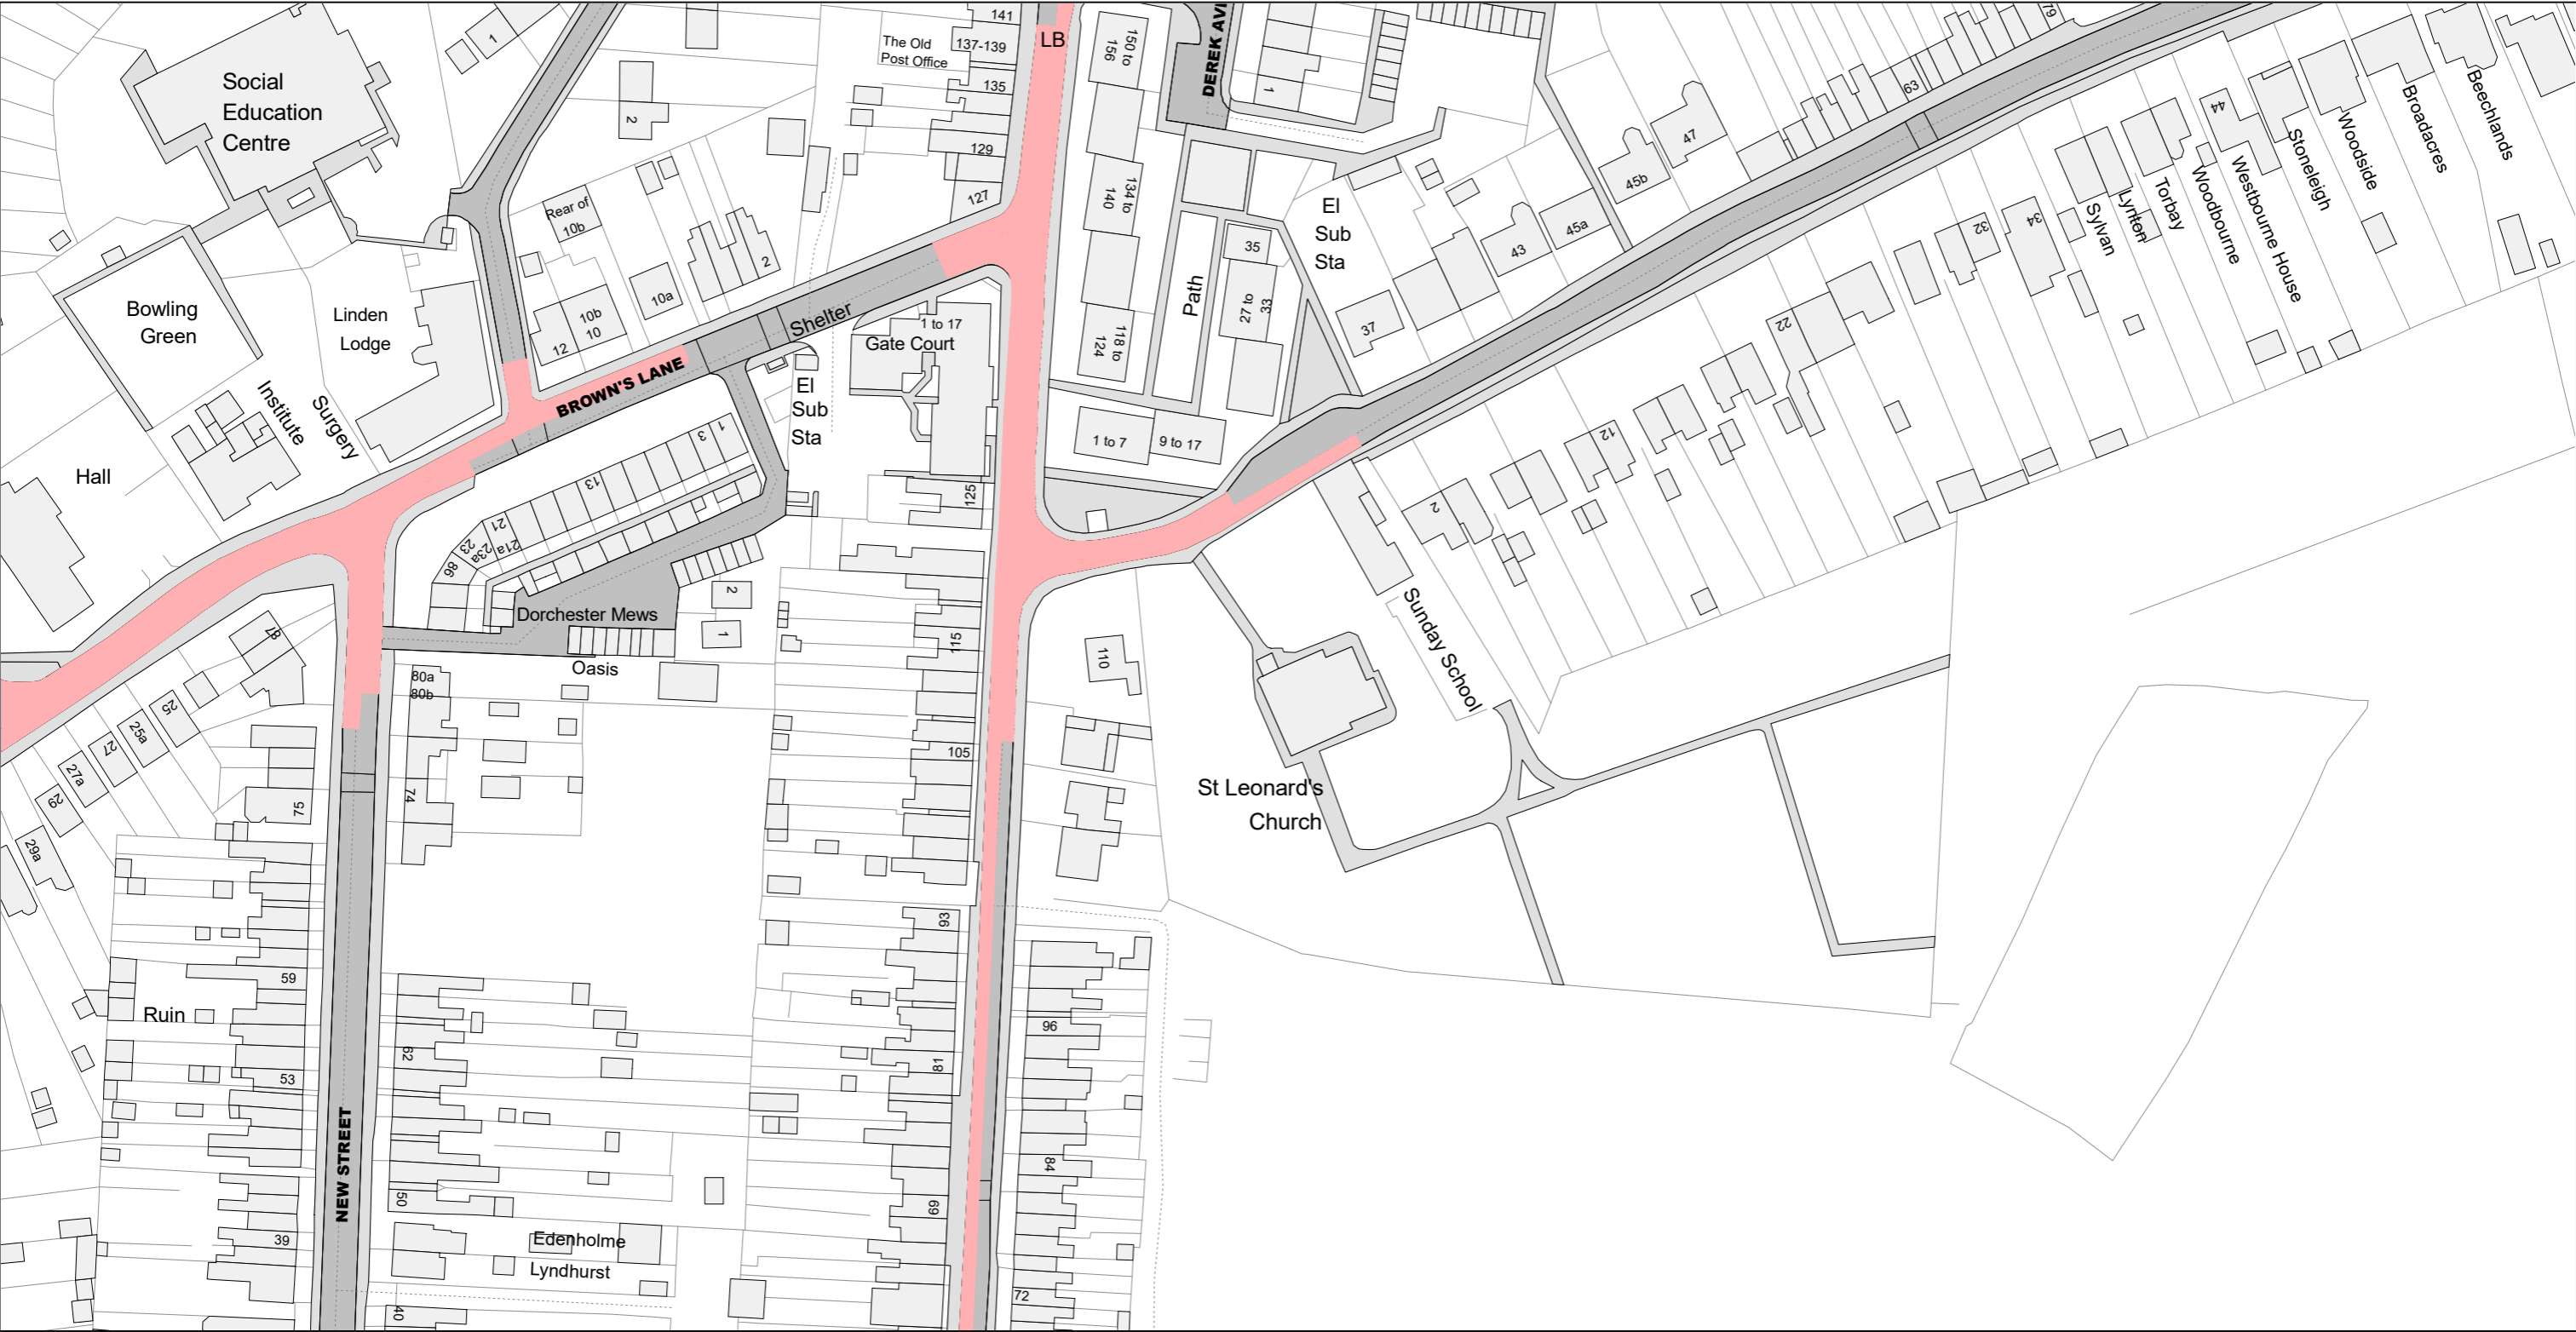 141
LB
150 to
156
DEREK AVE
1
The Old
Post Office
137-139
135
129
127
Social
Education
Centre
1
2
79
63
47
45b
45a
43
37
44
34
32
22
12
2
Beechlands
Broadacres
Woodside
Stoneleigh
Westbourne House
Woodbourne
Torbay
Lynton
Sylvan
134 to
140
118 to
124
Path
35
27 to
33
El
Sub
Sta
1 to 7
9 to 17
Rear of
10b
10b
10
12
10a
2
Shelter
1 to 17
Gate Court
BROWN'S LANE
El
Sub
Sta
Bowling
Green
Linden
Lodge
Institute
Surgery
Hall
1
3
13
21
21a
23
23a
86
Dorchester Mews
2
1
Oasis
80a
80b
74
125
115
105
93
81
69
110
Sunday School
St Leonard's
Church
87
25
25a
27
27a
29
29a
75
59
Ruin
53
39
NEW STREET
62
50
Edenholme
Lyndhurst
40
96
84
72